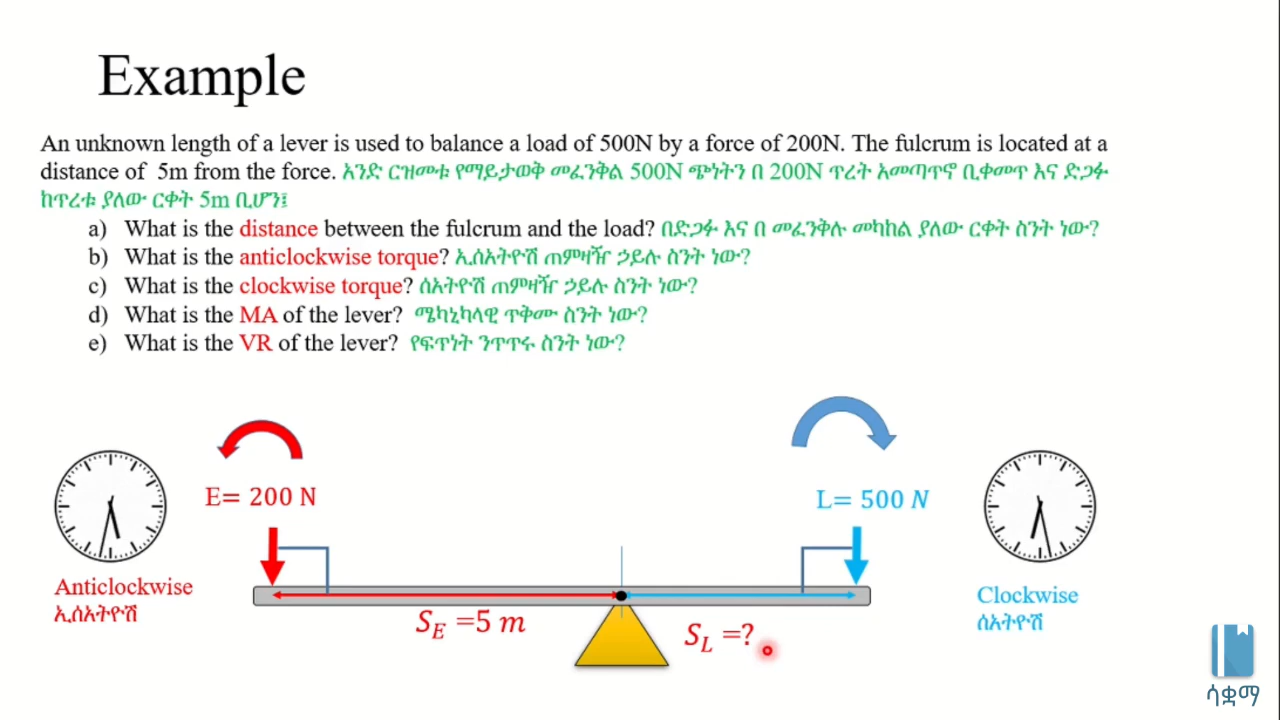 Example
An unknown length of a lever is used to balance a load of 500N by a force of 200N. The fulcrum is located at a
distance of 5m from the force. አንድ ርዝመቱ የማይታወቅ መፈንቅል 500N ጭነትን በ 200N ጥረት አመጣጥኖ ቢቀመጥ እና ድጋፉ
ከጥረቱ ያለው ርቀት 5m ቢሆን፤
a) What is the distance between the fulcrum and the load? በድጋፉ እና በ መፈንቅሉ መካከል ያለው ርቀት ስንት ነው?
b) What is the anticlockwise torque? ኢሰአትዮሽ ጠምዛዥ ኃይሉ ስንት ነው?
c) What is the clockwise torque? ሰአትዮሽ ጠምዛዥ ኃይሉ ስንት ነው?
d) What is the MA of the lever? ሜካኒካላዊ ጥቅሙ ስንት ነው?
e) What is the VR of the lever? የፍጥነት ንጥጥሩ ስንት ነው?
E= 200 N
L= 500 N
Anticlockwise
ኢሰአትዮሽ
Clockwise
ሰአትዮሽ
S_E =5 m
S_L =?
ሳቋማ